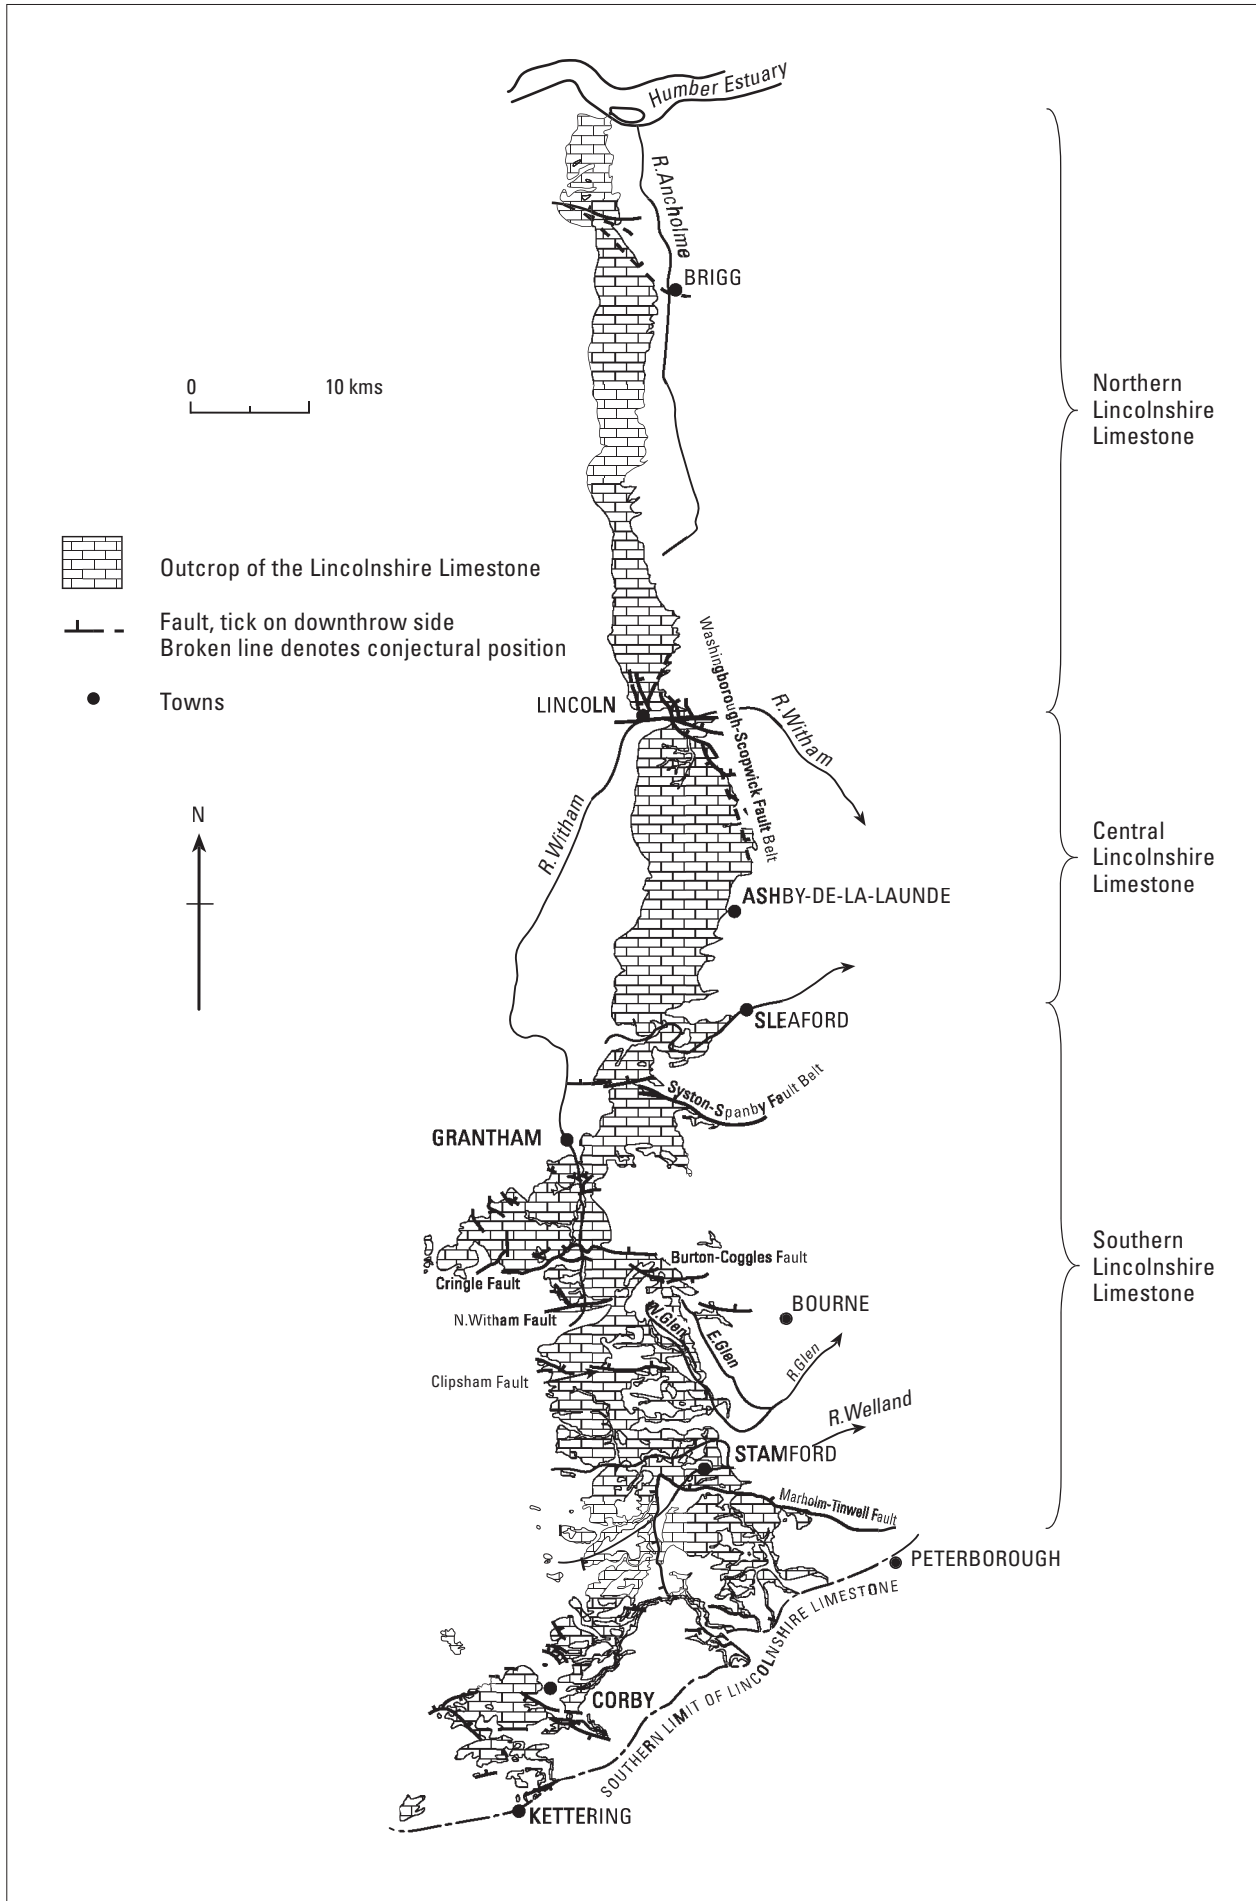 Humber Estuary
R.Ancholme
BRIGG
0 10 kms
Northern
Lincolnshire
Limestone
Outcrop of the Lincolnshire Limestone
Fault, tick on downthrow side
Broken line denotes conjectural position
Towns
LINCOLN
Washingborough-Scopwick Fault Belt
R.Witham
R.Witham
N
Central
Lincolnshire
Limestone
ASHBY-DE-LA-LAUNDE
SLEAFORD
Syston-Spanby Fault Belt
GRANTHAM
Southern
Lincolnshire
Limestone
Burton-Coggles Fault
Cringle Fault
BOURNE
N.Witham Fault
W.Glen
E.Glen
R.Glen
Clipsham Fault
R.Welland
STAMFORD
Marholm-Tinwell Fault
PETERBOROUGH
SOUTHERN LIMIT OF LINCOLNSHIRE LIMESTONE
CORBY
KETTERING